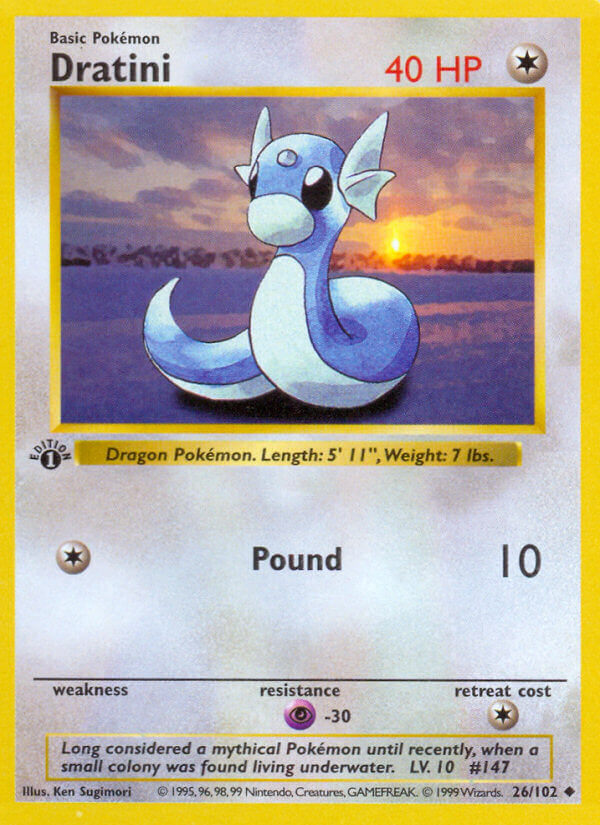 Basic Pokémon
Dratini 40 HP
EDITION
1
Dragon Pokémon. Length: 5' 11", Weight: 7 lbs.
Pound 10
weakness resistance retreat cost
-30
Long considered a mythical Pokémon until recently, when a
small colony was found living underwater. LV. 10 #147
Illus. Ken Sugimori © 1995, 96, 98, 99 Nintendo, Creatures, GAMEFREAK. © 1999 Wizards. 26/102